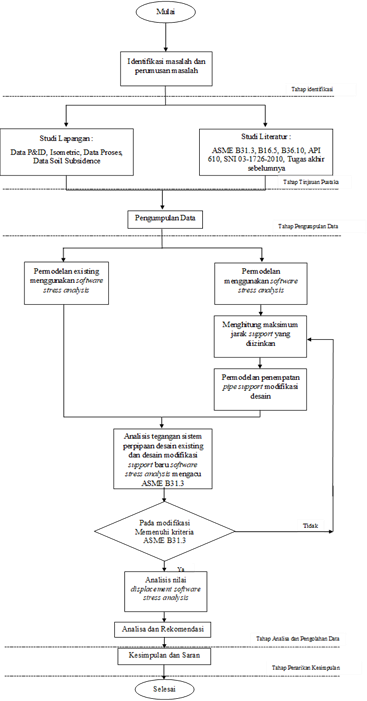 Mulai
Identifikasi masalah dan
perumusan masalah
Tahap identifikasi
Studi Lapangan :
Data P&ID, Isometric, Data Proses,
Data Soil Subsidence
Studi Literatur :
ASME B31.3, B16.5, B36.10, API
610, SNI 03-1726-2010, Tugas akhir
sebelumnya
Tahap Tinjauan Pustaka
Pengumpulan Data
Tahap Pengumpulan Data
Permodelan existing
menggunakan software
stress analysis
Permodelan
menggunakan software
stress analysis
Menghitung maksimum
jarak support yang
diizinkan
Permodelan penempatan
pipe support modifikasi
desain
Analisis tegangan sistem
perpipaan desain existing
dan desain modifikasi
support baru software
stress analysis mengacu
ASME B31.3
Pada modifikasi
Memenuhi kriteria
ASME B31.3
Tidak
Ya
Analisis nilai
displacement software
stress analysis
Analisa dan Rekomendasi
Tahap Analisa dan Pengolahan Data
Kesimpulan dan Saran
Tahap Penarikan Kesimpulan
Selesai